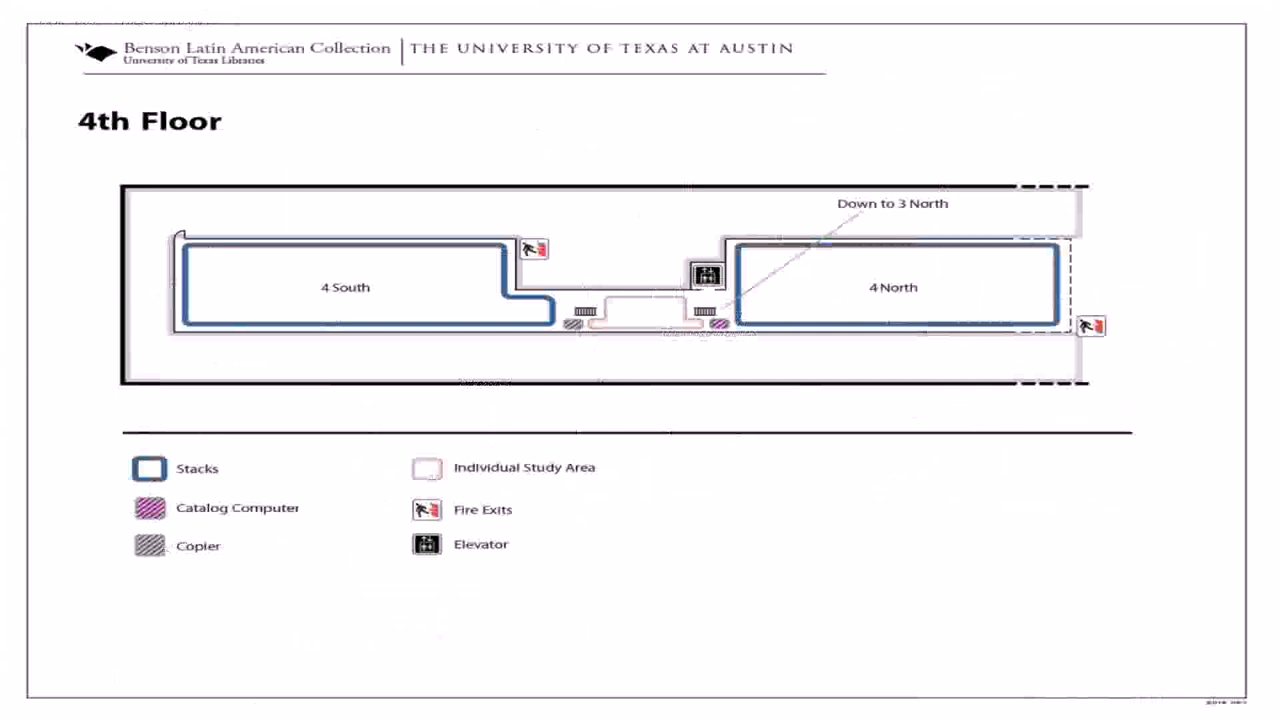 Benson Latin American Collection
University of Texas Libraries
THE UNIVERSITY OF TEXAS AT AUSTIN
4th Floor
Down to 3 North
4 South
4 North
Stacks
Individual Study Area
Catalog Computer
Fire Exits
Copier
Elevator